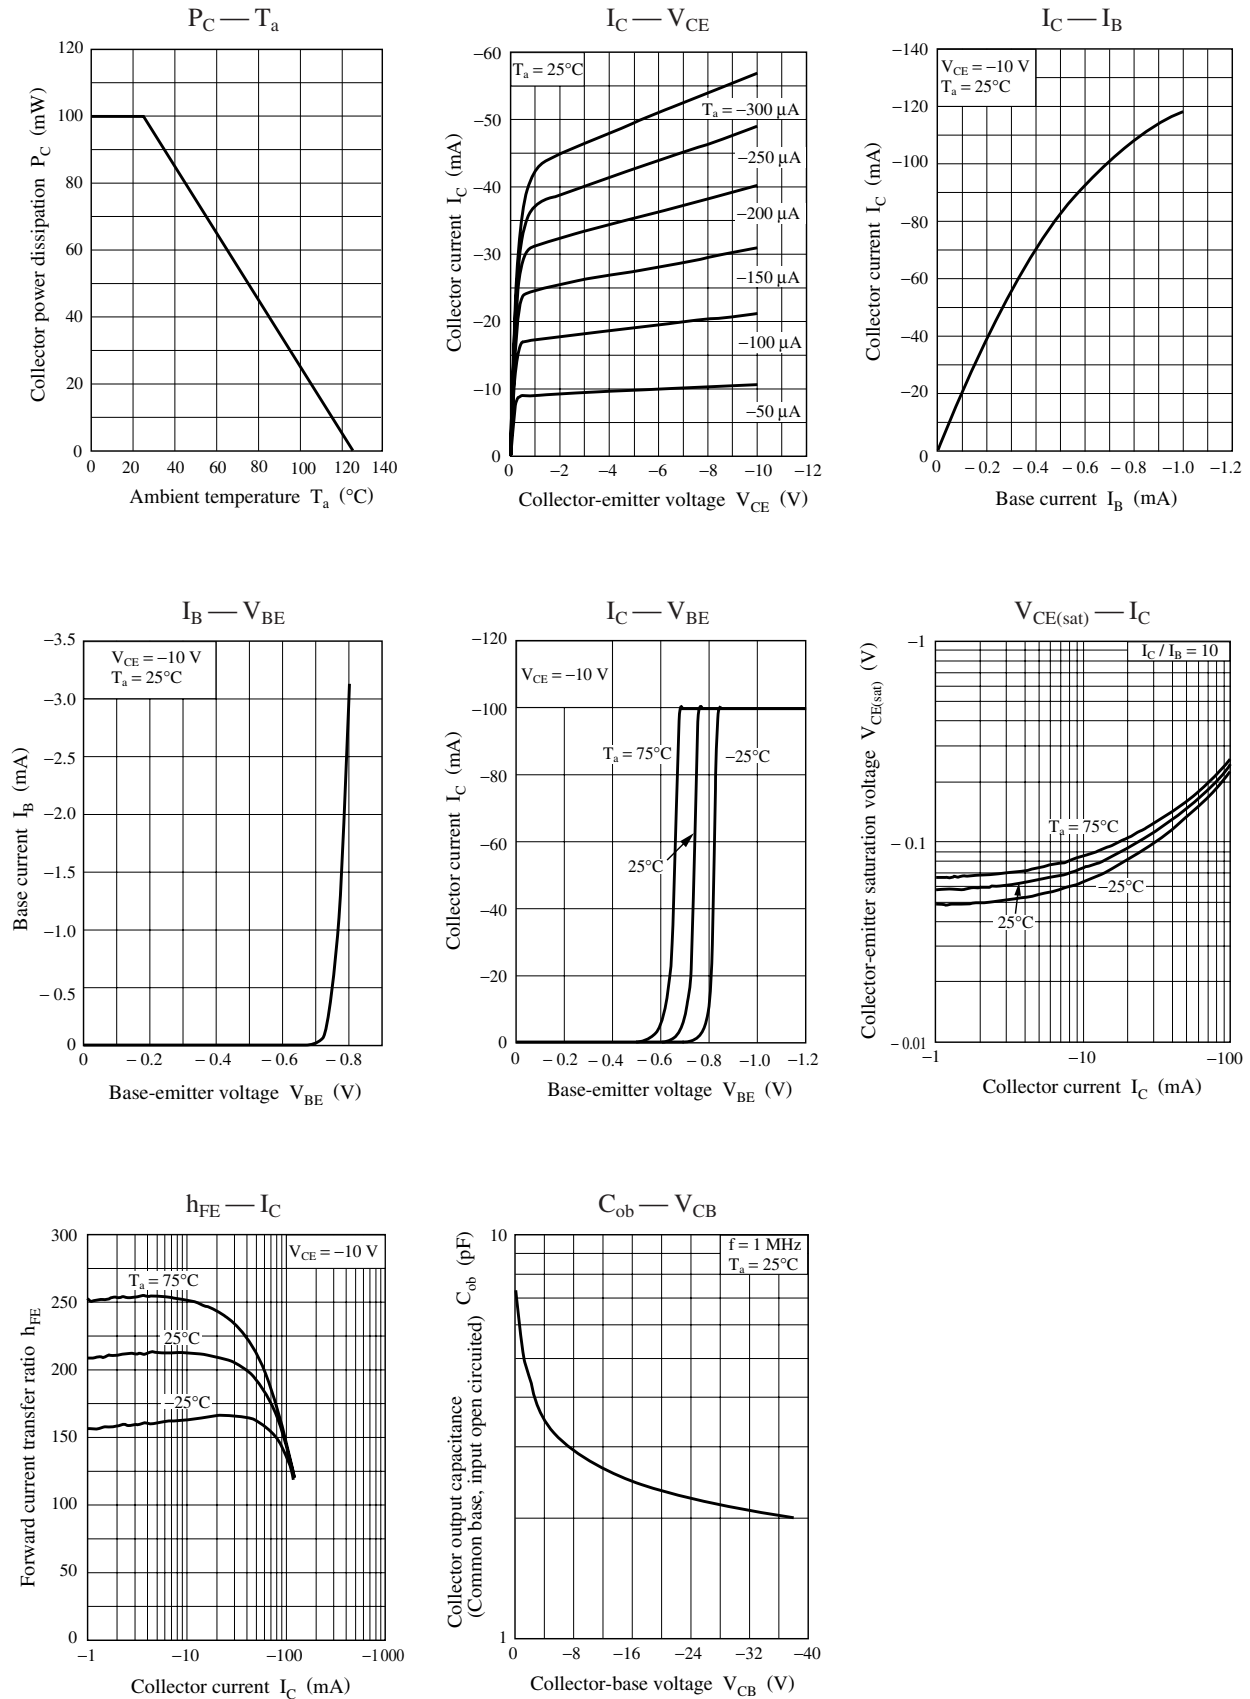 P_C — T_a
120
100
80
60
40
20
0
0 20 40 60 80 100 120 140
Collector power dissipation P_C (mW)
Ambient temperature T_a (°C)
I_C — V_CE
T_a = 25°C
−60
−50
−40
−30
−20
−10
0
0 −2 −4 −6 −8 −10 −12
T_a = −300 µA
−250 µA
−200 µA
−150 µA
−100 µA
−50 µA
Collector current I_C (mA)
Collector-emitter voltage V_CE (V)
I_C — I_B
V_CE = −10 V
T_a = 25°C
−140
−120
−100
−80
−60
−40
−20
0
0 −0.2 −0.4 −0.6 −0.8 −1.0 −1.2
Collector current I_C (mA)
Base current I_B (mA)
I_B — V_BE
V_CE = −10 V
T_a = 25°C
−3.5
−3.0
−2.5
−2.0
−1.5
−1.0
−0.5
0
0 −0.2 −0.4 −0.6 −0.8
Base current I_B (mA)
Base-emitter voltage V_BE (V)
I_C — V_BE
V_CE = −10 V
−120
−100
−80
−60
−40
−20
0
0 −0.2 −0.4 −0.6 −0.8 −1.0 −1.2
T_a = 75°C
−25°C
25°C
Collector current I_C (mA)
Base-emitter voltage V_BE (V)
V_CE(sat) — I_C
I_C / I_B = 10
−1
−0.1
−0.01
−1 −10 −100
T_a = 75°C
−25°C
25°C
Collector-emitter saturation voltage V_CE(sat) (V)
Collector current I_C (mA)
h_FE — I_C
V_CE = −10 V
300
250
200
150
100
50
0
−1 −10 −100 −1000
T_a = 75°C
25°C
−25°C
Forward current transfer ratio h_FE
Collector current I_C (mA)
C_ob — V_CB
f = 1 MHz
T_a = 25°C
10
1
0 −8 −16 −24 −32 −40
Collector output capacitance C_ob (pF)
(Common base, input open circuited)
Collector-base voltage V_CB (V)